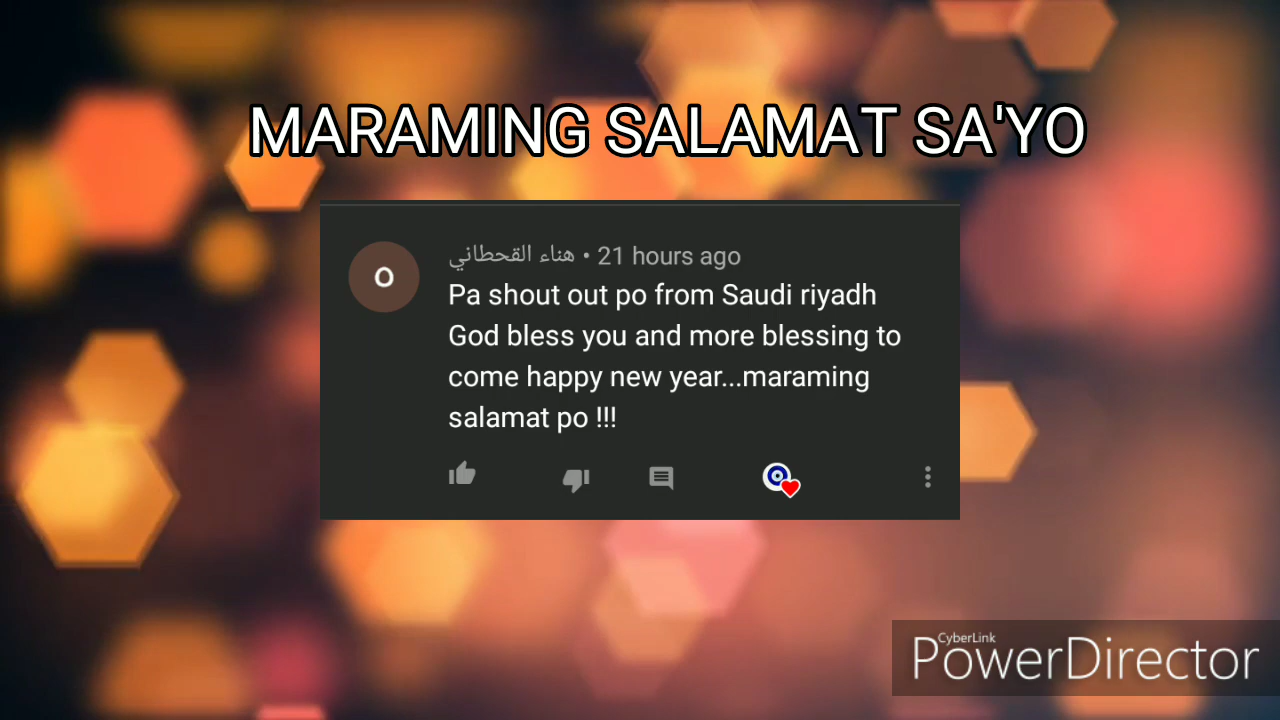 MARAMING SALAMAT SA'YO
هناء القحطاني • 21 hours ago
Pa shout out po from Saudi riyadh
God bless you and more blessing to
come happy new year...maraming
salamat po !!!
CyberLink
PowerDirector